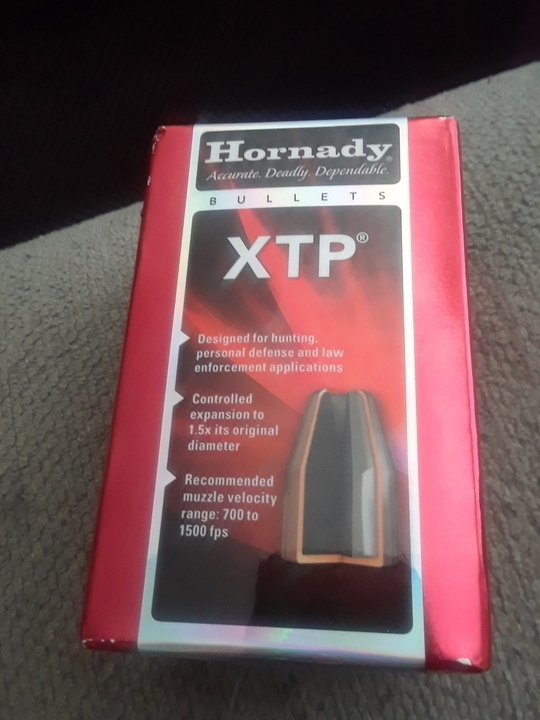 Hornady®
Accurate. Deadly. Dependable.
BULLETS
XTP®
Designed for hunting,
personal defense and law
enforcement applications
Controlled
expansion to
1.5x its original
diameter
Recommended
muzzle velocity
range: 700 to
1500 fps